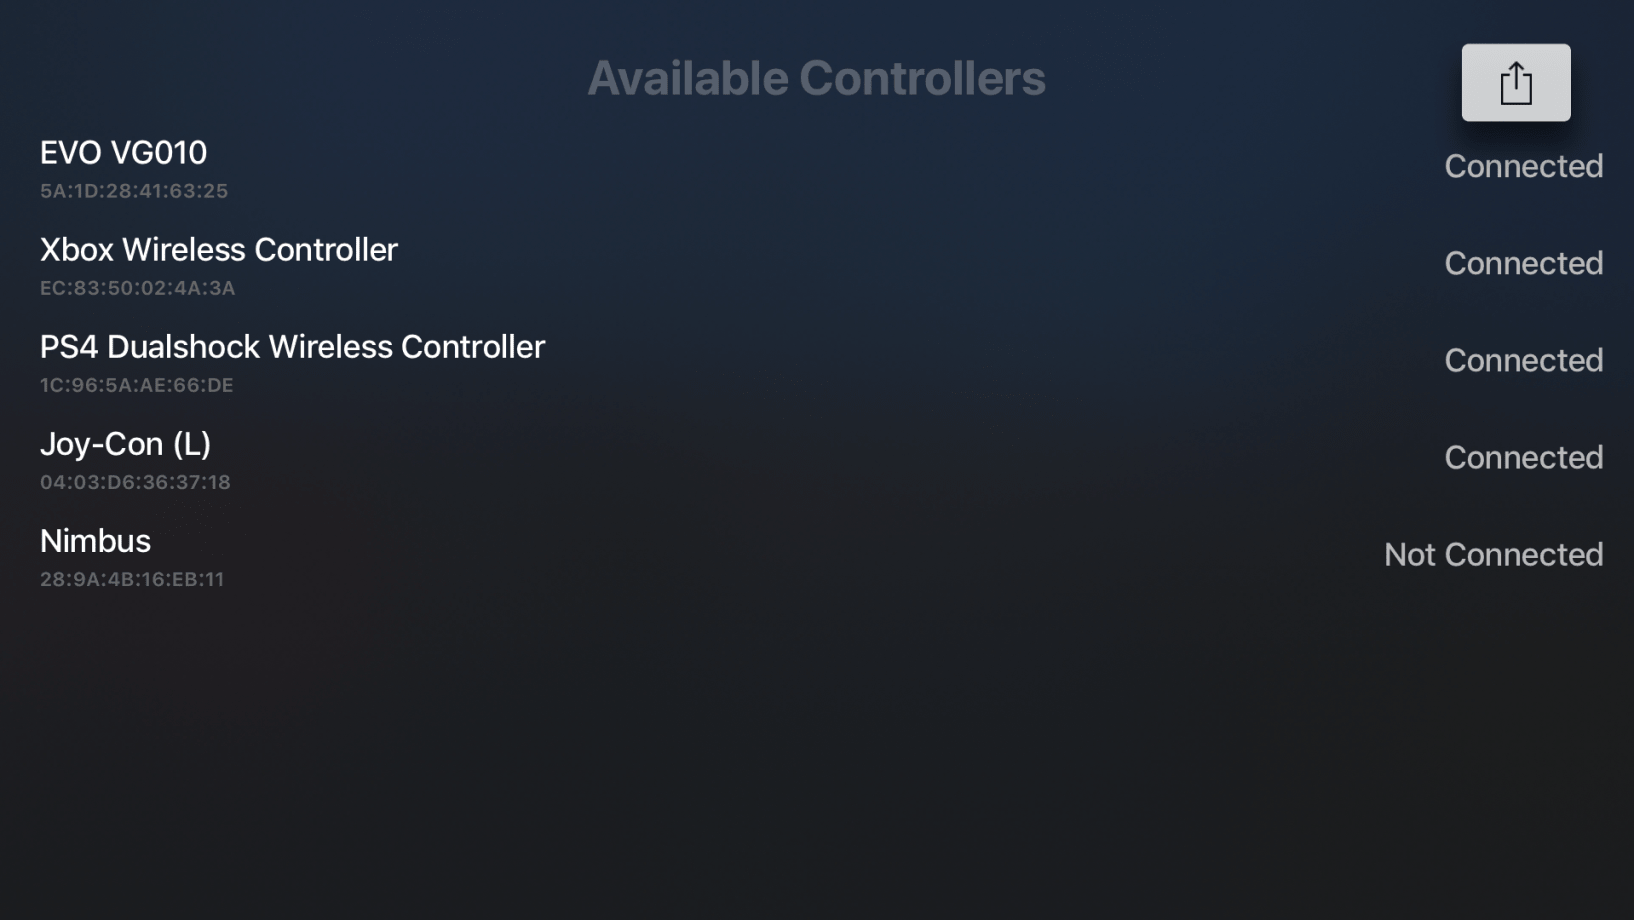 Available Controllers
EVO VG010
5A:1D:28:41:63:25
Connected
Xbox Wireless Controller
EC:83:50:02:4A:3A
Connected
PS4 Dualshock Wireless Controller
1C:96:5A:AE:66:DE
Connected
Joy-Con (L)
04:03:D6:36:37:18
Connected
Nimbus
28:9A:4B:16:EB:11
Not Connected